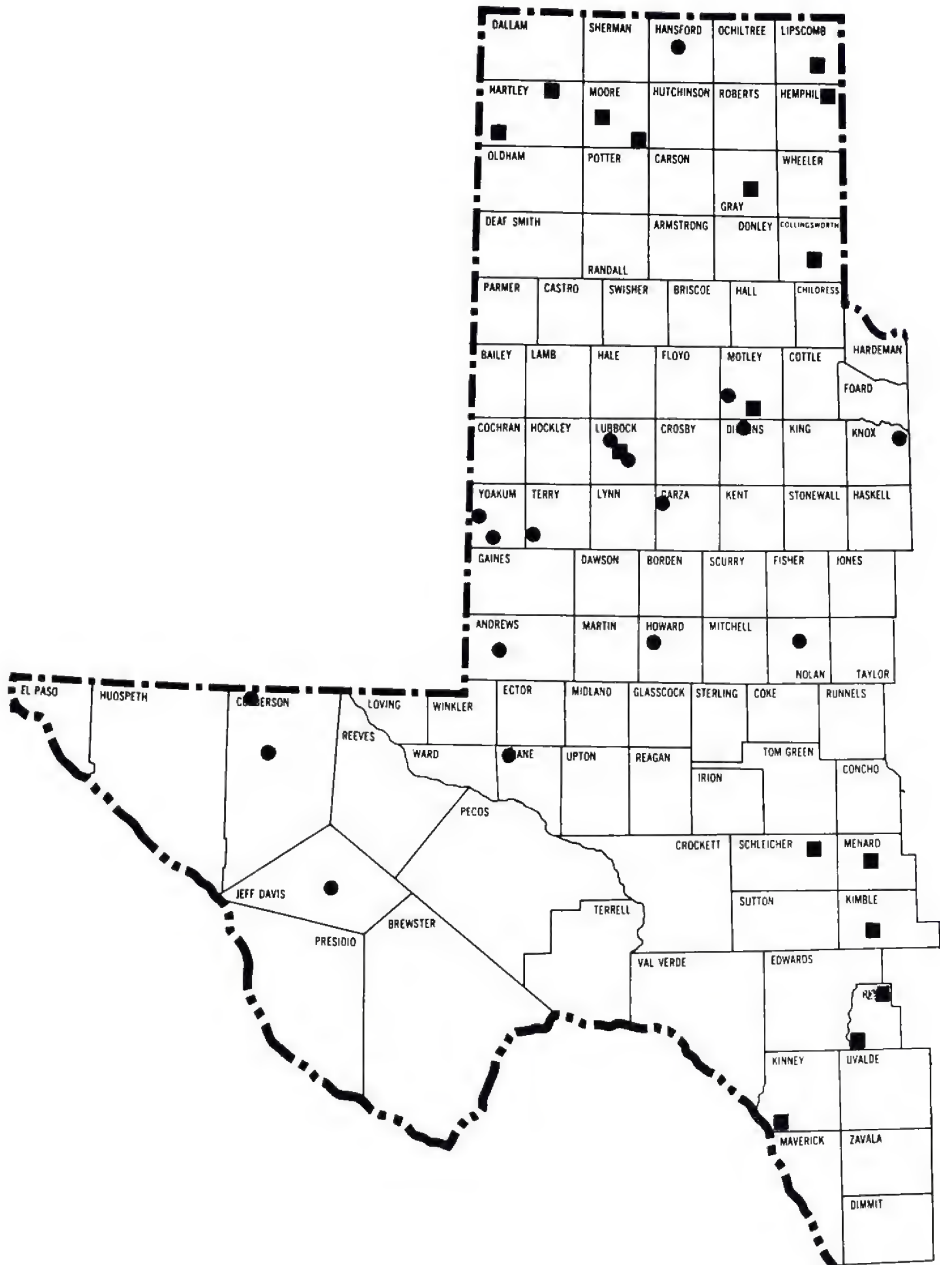 DALLAM SHERMAN HANSFORD OCHILTREE LIPSCOMB
HARTLEY MOORE HUTCHINSON ROBERTS HEMPHIL
OLDHAM POTTER CARSON WHEELER
GRAY
DEAF SMITH ARMSTRONG DONLEY COLLINGSWORTH
RANDALL
PARMER CASTRO SWISHER BRISCOE HALL CHILDRESS
HARDEMAN
BAILEY LAMB HALE FLOYO MOTLEY COTTLE
FOARD
COCHRAN HOCKLEY LUBBOCK CROSBY KING KNOX
YOAKUM TERRY LYNN GARZA KENT STONEWALL HASKELL
GAINES DAWSON BORDEN SCURRY FISHER JONES
ANDREWS MARTIN HOWARD MITCHELL
NOLAN TAYLOR
EL PASO HUOSPETH LOVING WINKLER ECTOR MIDLAND GLASSCOCK STERLING COKE RUNNELS
REEVES WARD UPTON REAGAN TOM GREEN
IRION CONCHO
PECOS
CROCKETT SCHLEICHER MENARD
JEFF DAVIS BREWSTER TERRELL SUTTON KIMBLE
PRESIDIO
VAL VERDE EDWARDS
KINNEY UVALDE
MAVERICK ZAVALA
DIMMIT